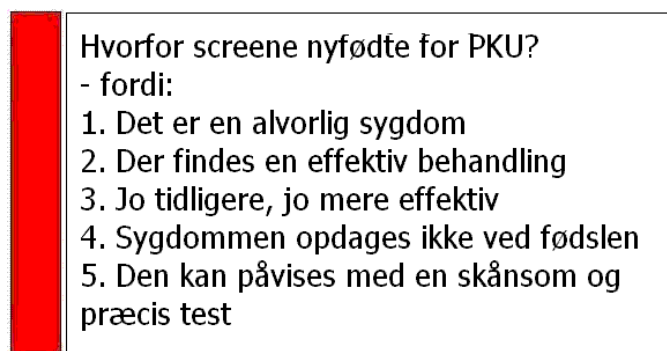 Hvorfor screene nyfødte for PKU?
- fordi:
1. Det er en alvorlig sygdom
2. Der findes en effektiv behandling
3. Jo tidligere, jo mere effektiv
4. Sygdommen opdages ikke ved fødslen
5. Den kan påvises med en skånsom og
præcis test